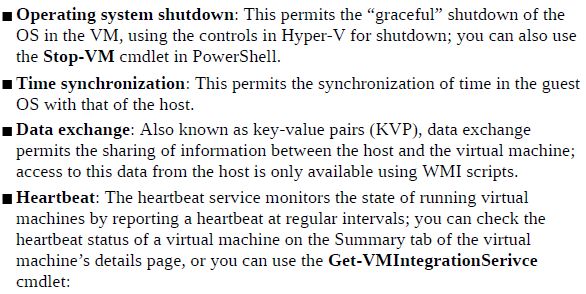 ■ Operating system shutdown: This permits the “graceful” shutdown of the
OS in the VM, using the controls in Hyper-V for shutdown; you can also use
the Stop-VM cmdlet in PowerShell.
■ Time synchronization: This permits the synchronization of time in the guest
OS with that of the host.
■ Data exchange: Also known as key-value pairs (KVP), data exchange
permits the sharing of information between the host and the virtual machine;
access to this data from the host is only available using WMI scripts.
■ Heartbeat: The heartbeat service monitors the state of running virtual
machines by reporting a heartbeat at regular intervals; you can check the
heartbeat status of a virtual machine on the Summary tab of the virtual
machine’s details page, or you can use the Get-VMIntegrationSerivce
cmdlet: